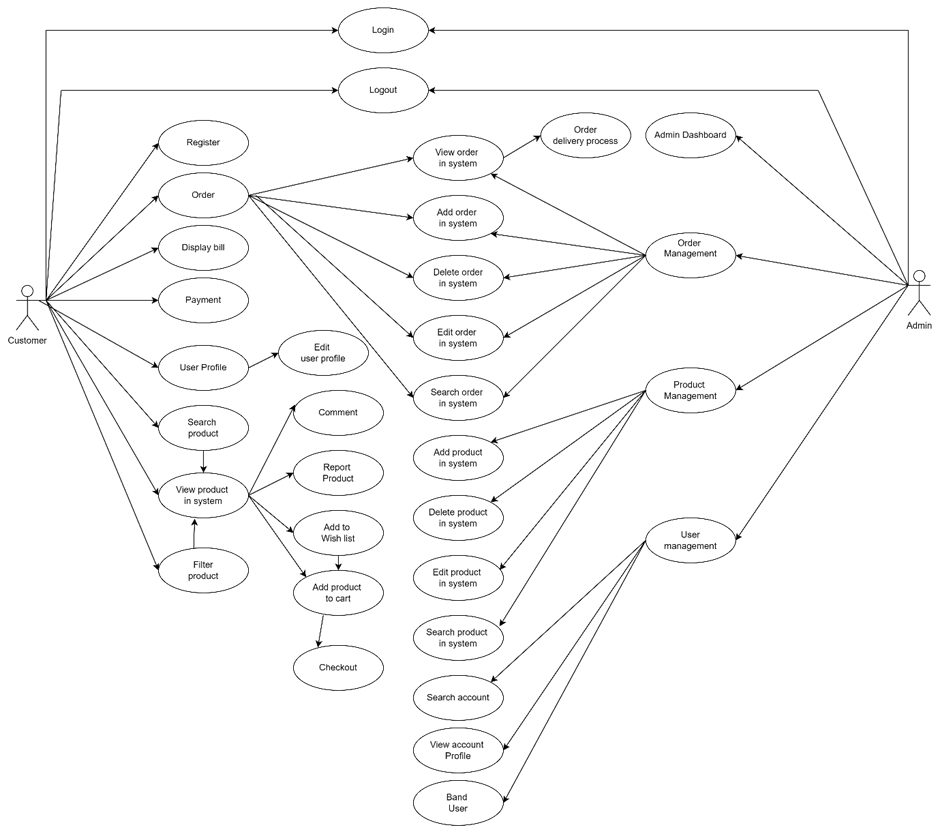 Login
Logout
Register
Order
Display bill
Payment
Customer
User Profile
Edit
user profile
Search
product
View product
in system
Filter
product
Comment
Report
Product
Add to
Wish list
Add product
to cart
Checkout
View order
in system
Order
delivery process
Admin Dashboard
Add order
in system
Delete order
in system
Edit order
in system
Search order
in system
Order
Management
Admin
Product
Management
Add product
in system
Delete product
in system
Edit product
in system
Search product
in system
User
management
Search account
View account
Profile
Band
User